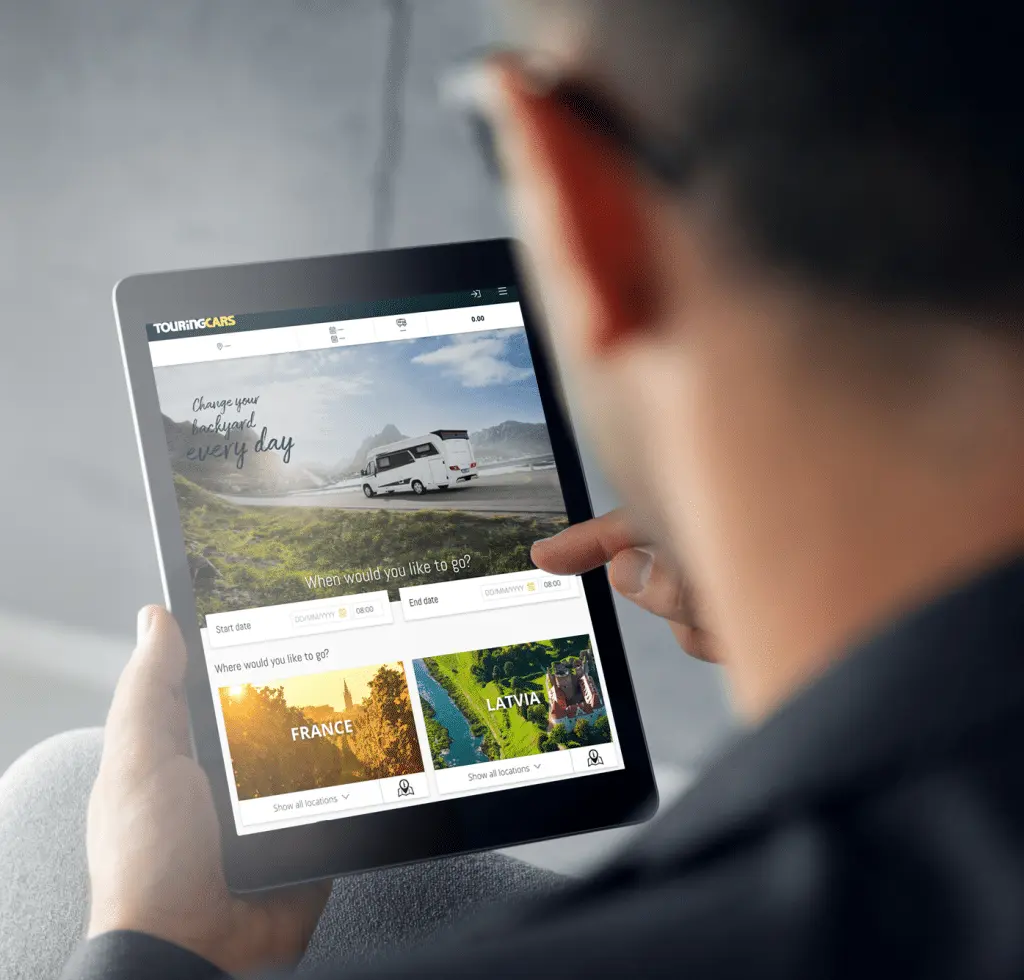 TOURINGCARS
0.00
Change your
backyard
every day
When would you like to go?
Start date
DD/MM/YYYY
08:00
End date
DD/MM/YYYY
08:00
Where would you like to go?
FRANCE
LATVIA
Show all locations
Show all locations